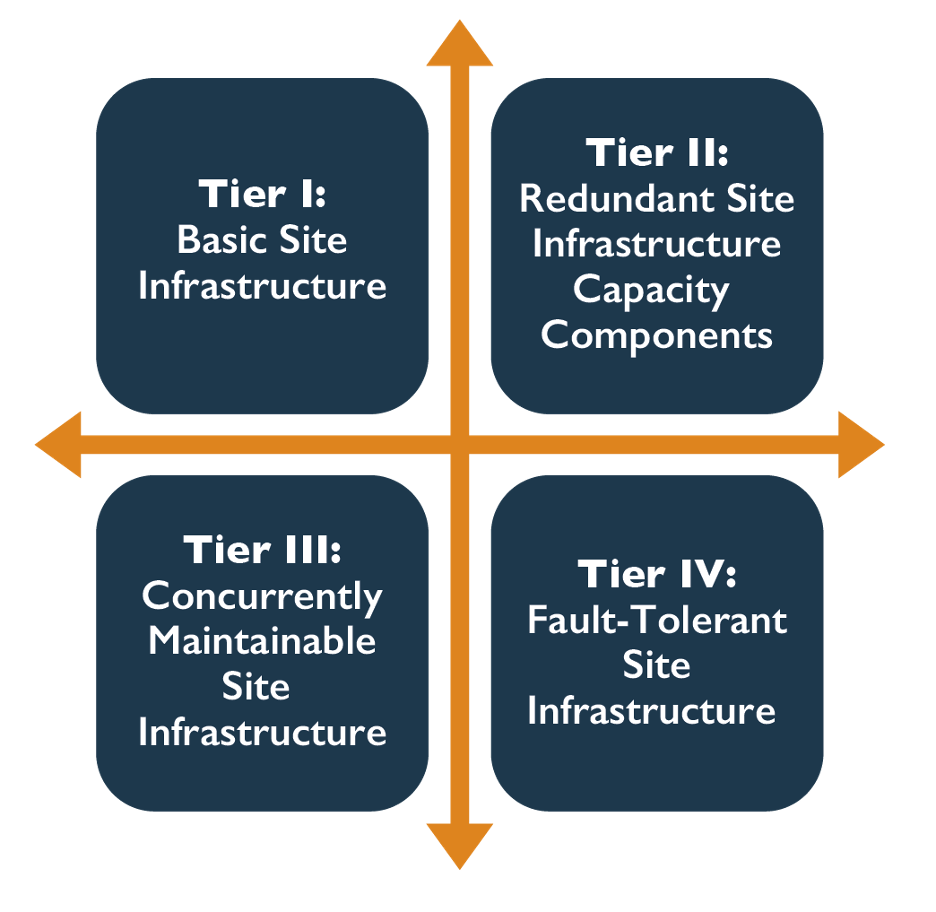 Tier I:
Basic Site
Infrastructure
Tier II:
Redundant Site
Infrastructure
Capacity
Components
Tier III:
Concurrently
Maintainable
Site
Infrastructure
Tier IV:
Fault-Tolerant
Site
Infrastructure